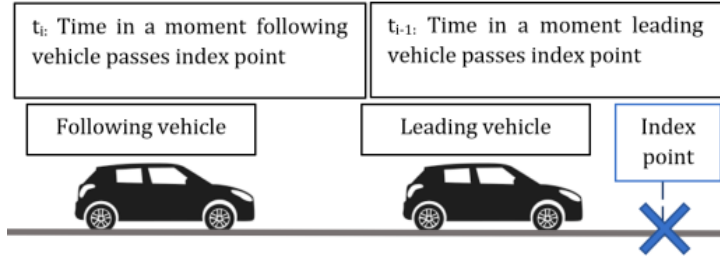 tᵢ: Time in a moment following
vehicle passes index point
tᵢ₋₁: Time in a moment leading
vehicle passes index point
Following vehicle
Leading vehicle
Index
point